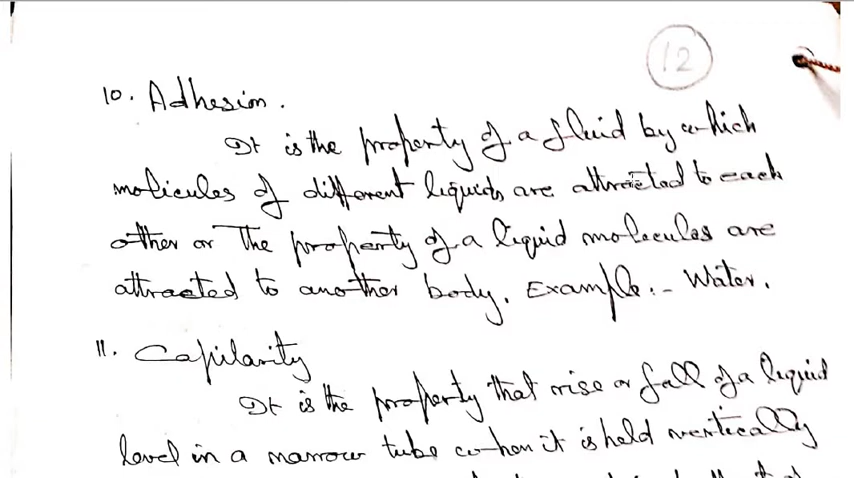 12
10. Adhesion.
It is the property of a fluid by which
molicules of different liquids are attracted to each
other or The property of a liquid molecules are
attracted to another body. Example:- Water.
11. Capilarity
It is the property that rise or fall of a liquid
level in a narrow tube when it is held vertically